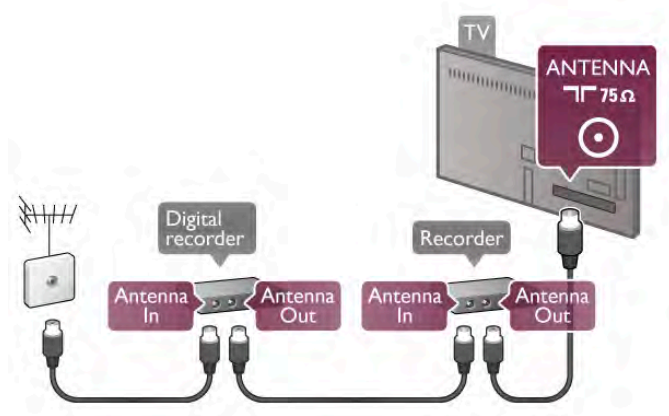 TV
ANTENNA
75 Ω
Digital
recorder
Recorder
Antenna
In
Antenna
Out
Antenna
In
Antenna
Out